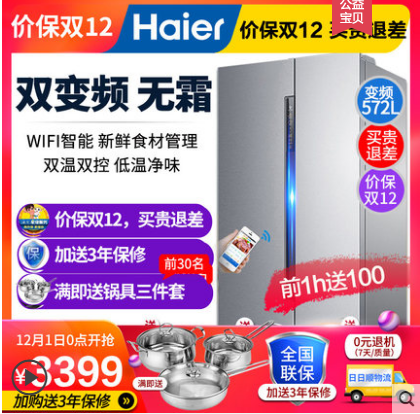 价保双12
Haier
价保双12 买贵退差
公益
宝贝
双变频 无霜
WIFI智能 新鲜食材管理
双温双控 低温净味
变频
572L
买贵
退差
价保
双12
价保双12，买贵退差
保
加送3年保修
前30名
满即送锅具三件套
前1h送100
12月1日0点开抢
¥3399
加购送3年保修
满即送
送
送
全国
联保
0元退机
(7天/质量)
日日顺物流